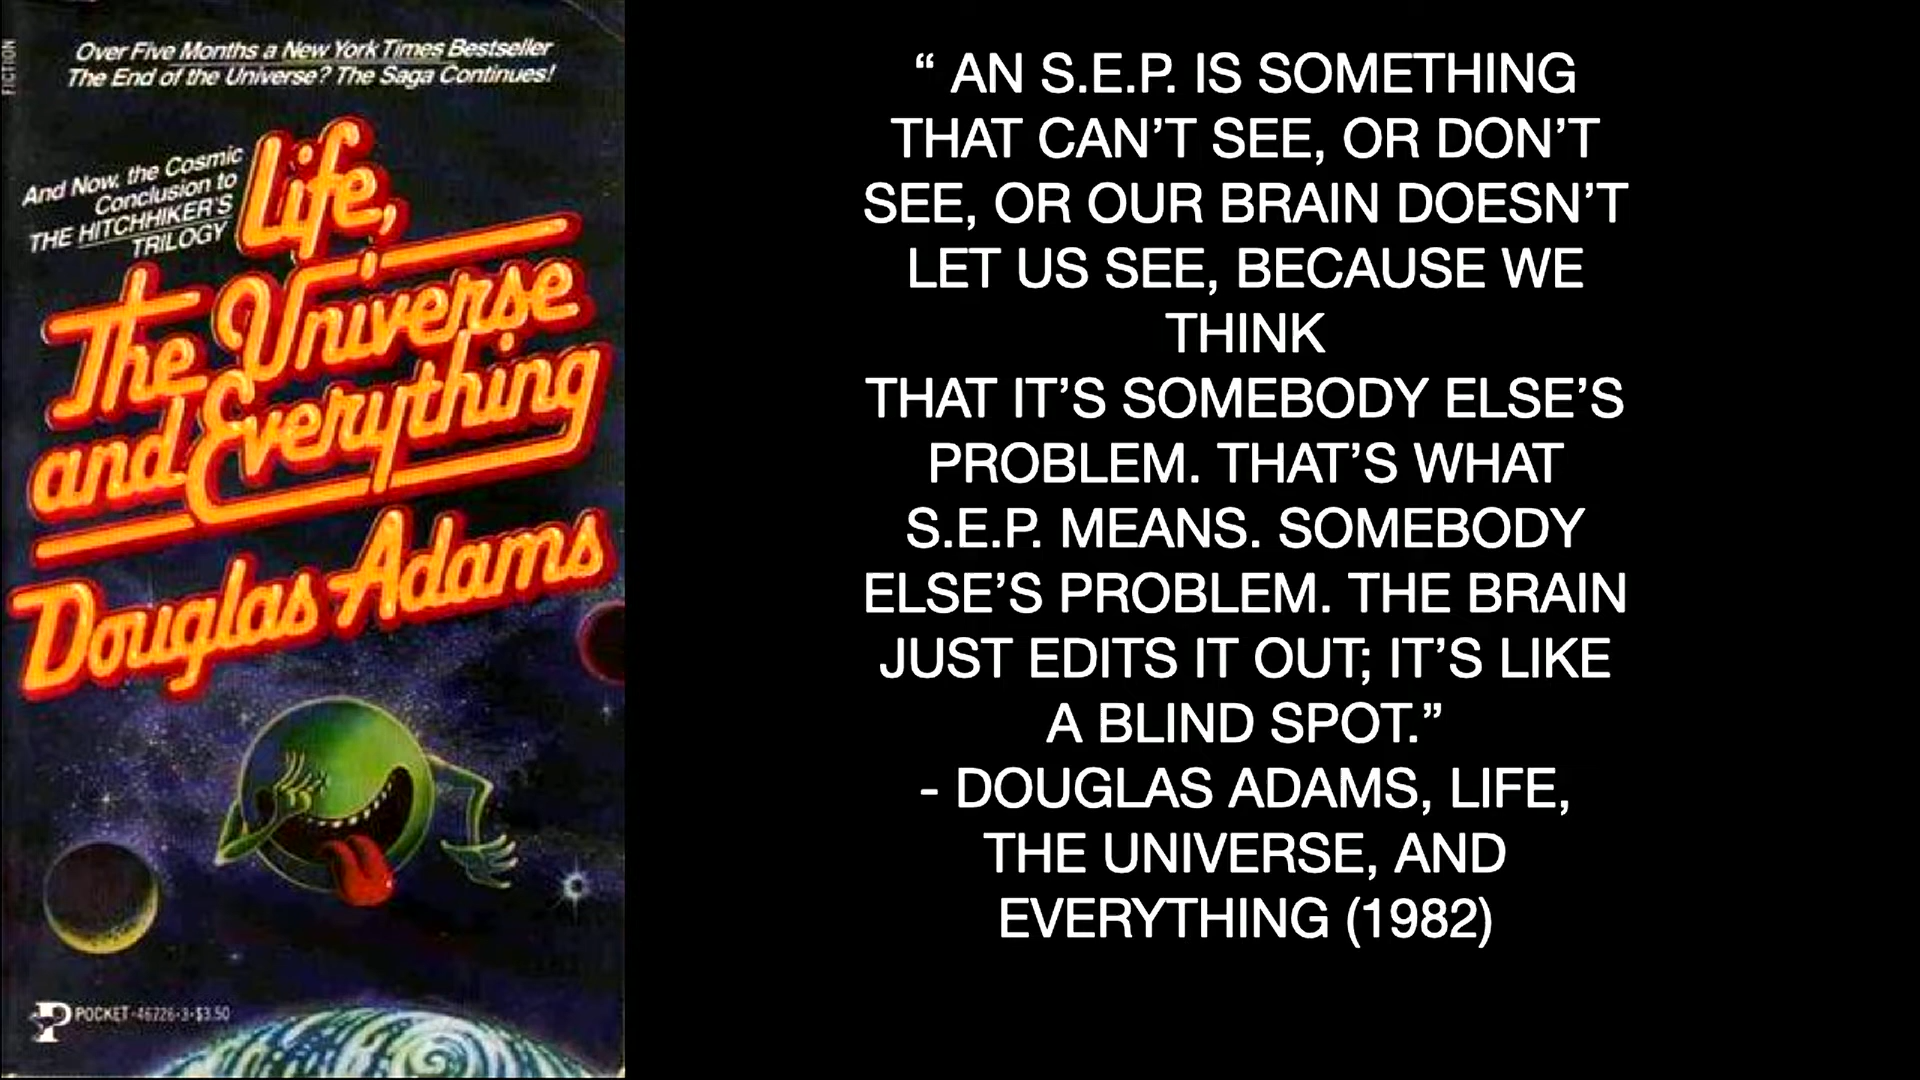 FICTION
Over Five Months a New York Times Bestseller
The End of the Universe? The Saga Continues!
And Now, the Cosmic
Conclusion to
THE HITCHHIKER'S
TRILOGY
Life,
The Universe
and Everything
Douglas Adams
P POCKET·46726-3·$3.50
“ AN S.E.P. IS SOMETHING
THAT CAN’T SEE, OR DON’T
SEE, OR OUR BRAIN DOESN’T
LET US SEE, BECAUSE WE
THINK
THAT IT’S SOMEBODY ELSE’S
PROBLEM. THAT’S WHAT
S.E.P. MEANS. SOMEBODY
ELSE’S PROBLEM. THE BRAIN
JUST EDITS IT OUT; IT’S LIKE
A BLIND SPOT.”
- DOUGLAS ADAMS, LIFE,
THE UNIVERSE, AND
EVERYTHING (1982)